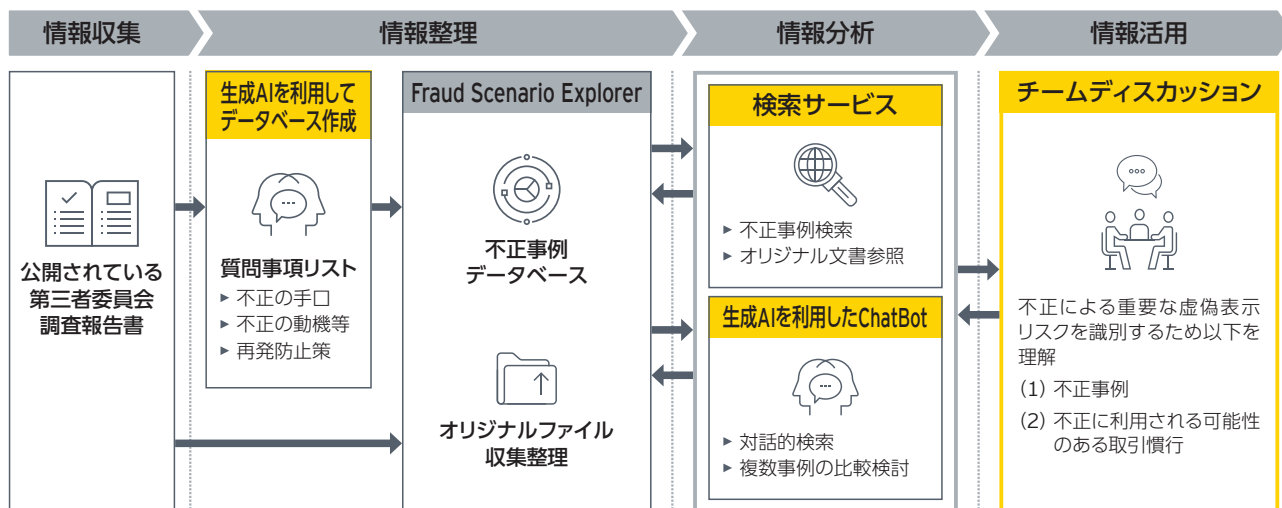 情報収集
情報整理
情報分析
情報活用
公開されている
第三者委員会
調査報告書
生成AIを利用して
データベース作成
質問事項リスト
▶ 不正の手口
▶ 不正の動機等
▶ 再発防止策
Fraud Scenario Explorer
不正事例
データベース
オリジナルファイル
収集整理
検索サービス
▶ 不正事例検索
▶ オリジナル文書参照
生成AIを利用したChatBot
▶ 対話的検索
▶ 複数事例の比較検討
チームディスカッション
不正による重要な虚偽表示
リスクを識別するため以下を
理解
(1) 不正事例
(2) 不正に利用される可能性
のある取引慣行